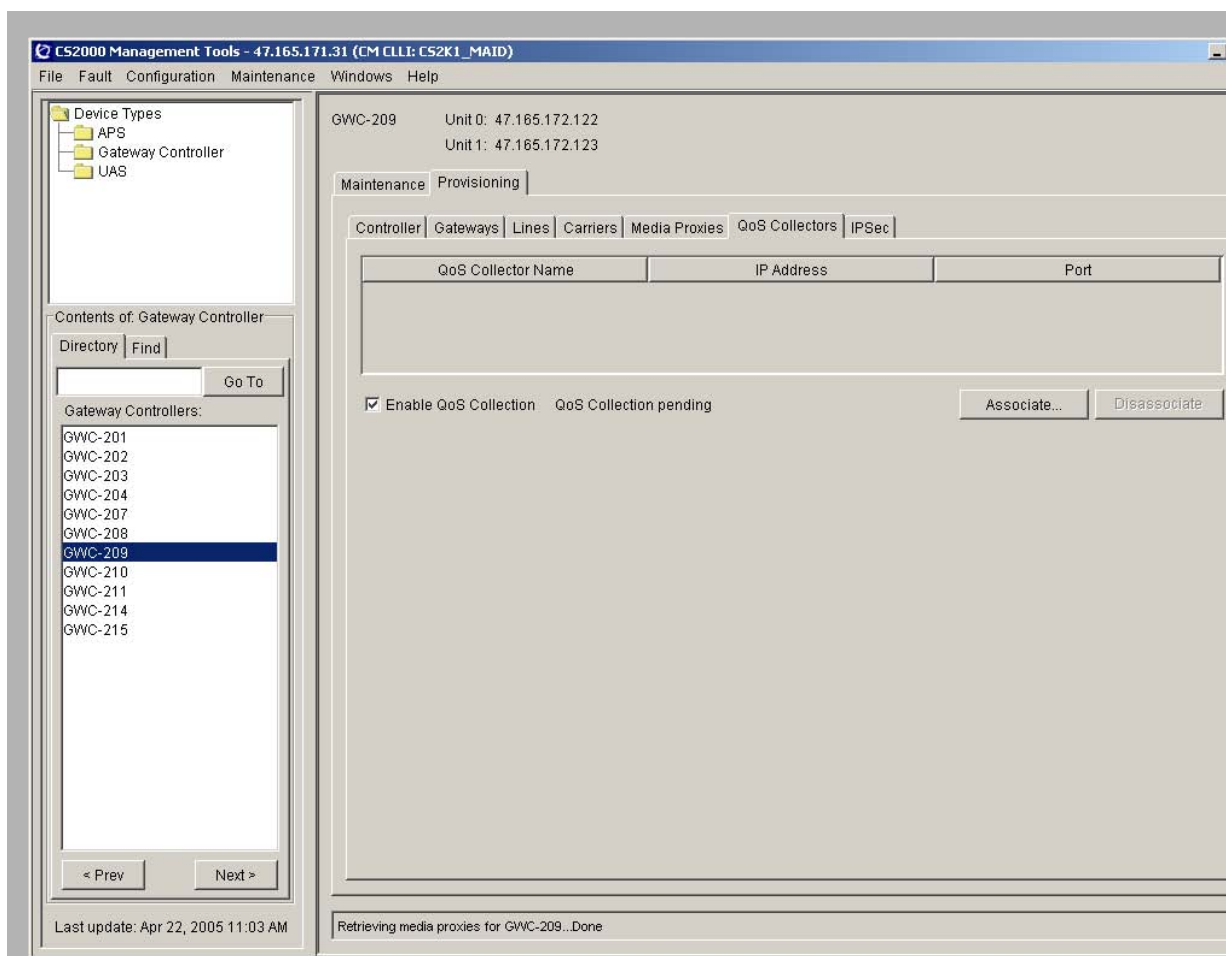 CS2000 Management Tools - 47.165.171.31 (CM CLLI: CS2K1_MAID)
File Fault Configuration Maintenance Windows Help
Device Types
APS
Gateway Controller
UAS
Contents of: Gateway Controller
Directory Find
Go To
Gateway Controllers:
GWC-201
GWC-202
GWC-203
GWC-204
GWC-207
GWC-208
GWC-209
GWC-210
GWC-211
GWC-214
GWC-215
< Prev Next >
Last update: Apr 22, 2005 11:03 AM
GWC-209 Unit 0: 47.165.172.122
Unit 1: 47.165.172.123
Maintenance Provisioning
Controller Gateways Lines Carriers Media Proxies QoS Collectors IPSec
QoS Collector Name IP Address Port
Enable QoS Collection QoS Collection pending Associate... Disassociate
Retrieving media proxies for GWC-209...Done